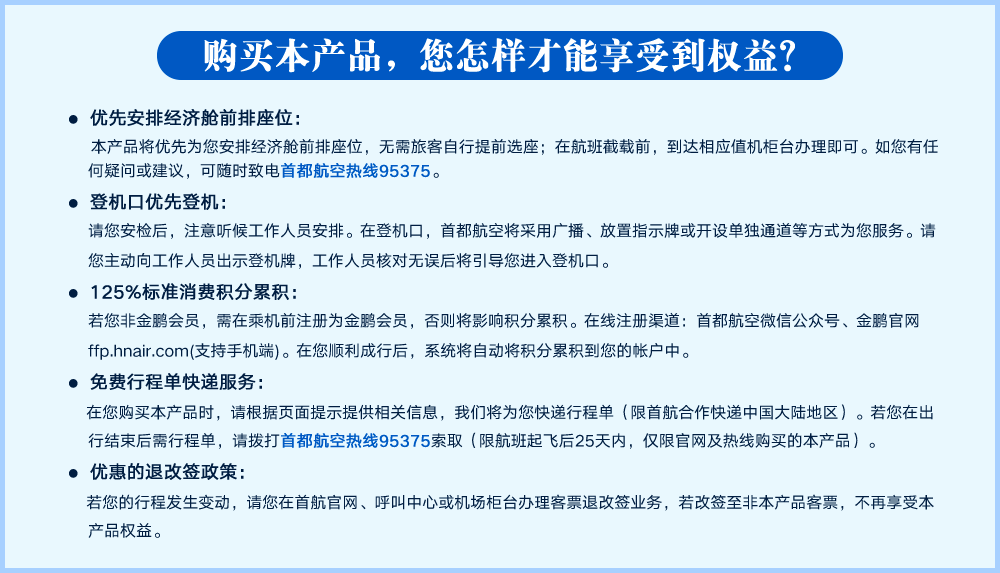 购买本产品，您怎样才能享受到权益？
● 优先安排经济舱前排座位：
本产品将优先为您安排经济舱前排座位，无需旅客自行提前选座；在航班截载前，到达相应值机柜台办理即可。如您有任
何疑问或建议，可随时致电首都航空热线95375。
● 登机口优先登机：
请您安检后，注意听候工作人员安排。在登机口，首都航空将采用广播、放置指示牌或开设单独通道等方式为您服务。请
您主动向工作人员出示登机牌，工作人员核对无误后将引导您进入登机口。
● 125%标准消费积分累积：
若您非金鹏会员，需在乘机前注册为金鹏会员，否则将影响积分累积。在线注册渠道：首都航空微信公众号、金鹏官网
ffp.hnair.com(支持手机端)。在您顺利成行后，系统将自动将积分累积到您的帐户中。
● 免费行程单快递服务：
在您购买本产品时，请根据页面提示提供相关信息，我们将为您快递行程单（限首航合作快递中国大陆地区）。若您在出
行结束后需行程单，请拨打首都航空热线95375索取（限航班起飞后25天内，仅限官网及热线购买的本产品）。
● 优惠的退改签政策：
若您的行程发生变动，请您在首航官网、呼叫中心或机场柜台办理客票退改签业务，若改签至非本产品客票，不再享受本
产品权益。